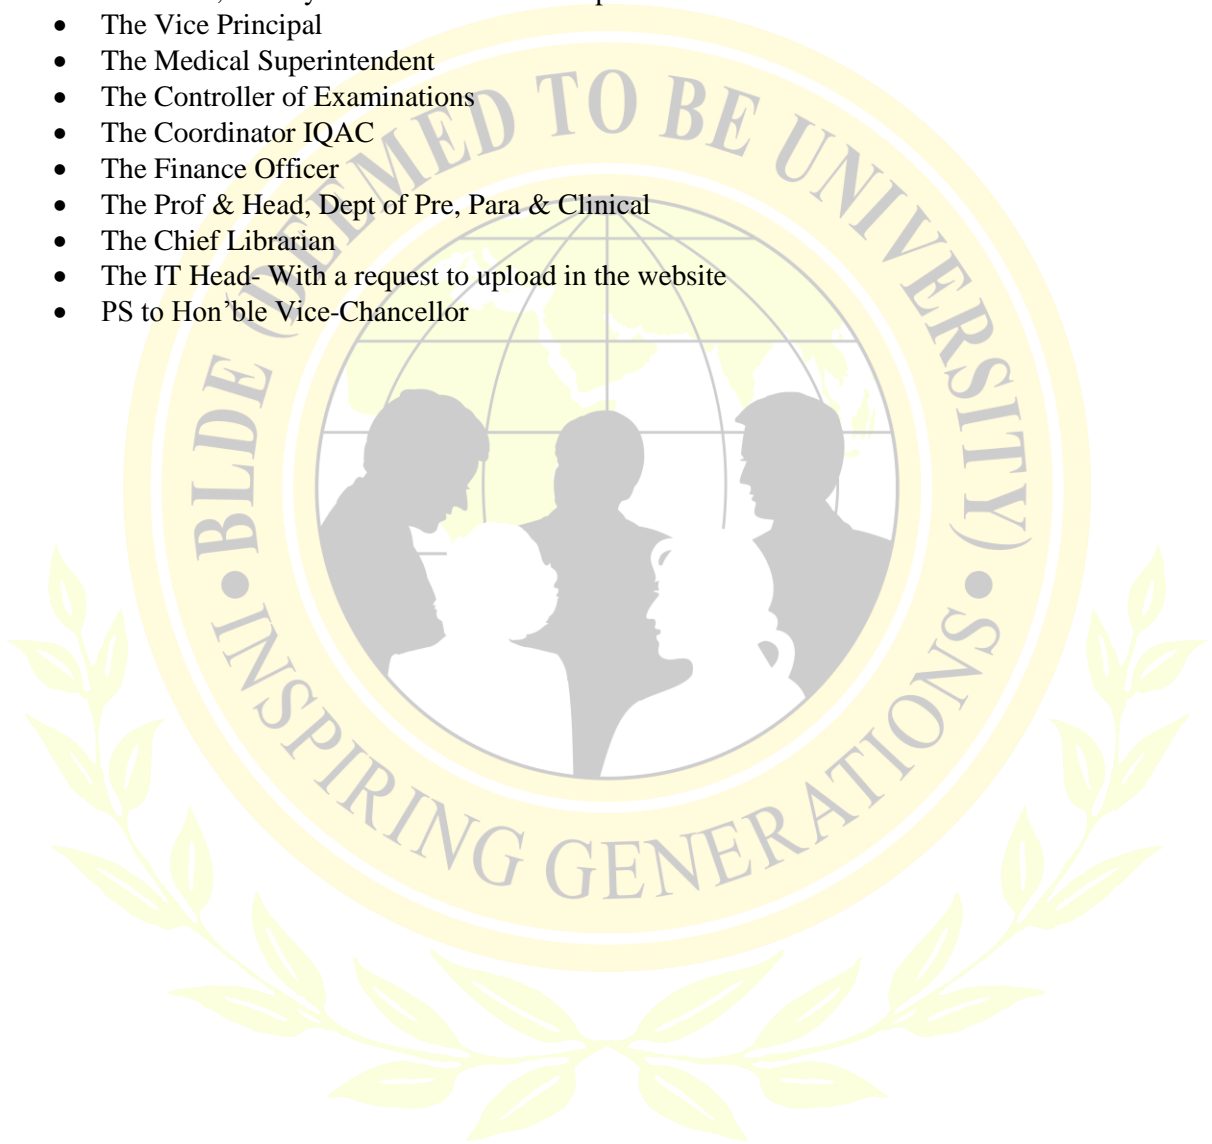 • The Vice Principal
• The Medical Superintendent
• The Controller of Examinations
• The Coordinator IQAC
• The Finance Officer
• The Prof & Head, Dept of Pre, Para & Clinical
• The Chief Librarian
• The IT Head- With a request to upload in the website
• PS to Hon’ble Vice-Chancellor
BLDE (DEEMED TO BE UNIVERSITY)
• INSPIRING GENERATIONS •